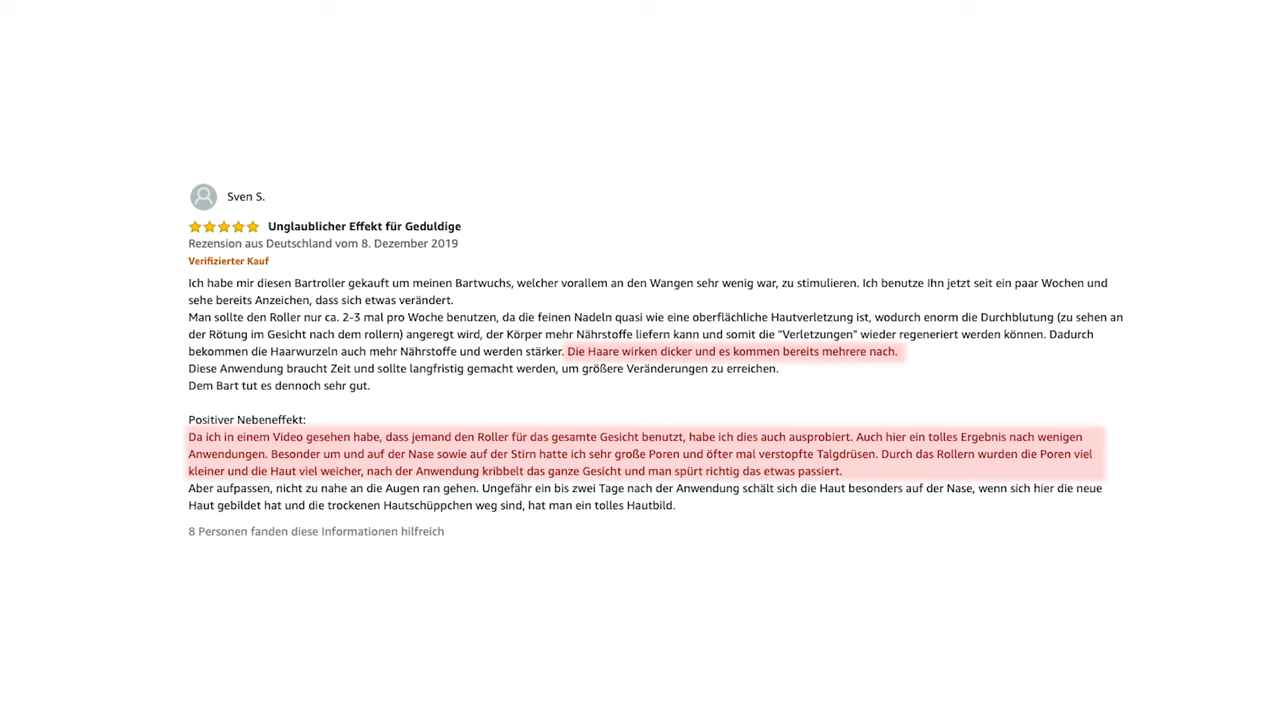 Sven S.
Unglaublicher Effekt für Geduldige
Rezension aus Deutschland vom 8. Dezember 2019
Verifizierter Kauf
Ich habe mir diesen Bartroller gekauft um meinen Bartwuchs, welcher vorallem an den Wangen sehr wenig war, zu stimulieren. Ich benutze Ihn jetzt seit ein paar Wochen und
sehe bereits Anzeichen, dass sich etwas verändert.
Man sollte den Roller nur ca. 2-3 mal pro Woche benutzen, da die feinen Nadeln quasi wie eine oberflächliche Hautverletzung ist, wodurch enorm die Durchblutung (zu sehen an
der Rötung im Gesicht nach dem rollern) angeregt wird, der Körper mehr Nährstoffe liefern kann und somit die "Verletzungen" wieder regeneriert werden können. Dadurch
bekommen die Haarwurzeln auch mehr Nährstoffe und werden stärker. Die Haare wirken dicker und es kommen bereits mehrere nach.
Diese Anwendung braucht Zeit und sollte langfristig gemacht werden, um größere Veränderungen zu erreichen.
Dem Bart tut es dennoch sehr gut.
Positiver Nebeneffekt:
Da ich in einem Video gesehen habe, dass jemand den Roller für das gesamte Gesicht benutzt, habe ich dies auch ausprobiert. Auch hier ein tolles Ergebnis nach wenigen
Anwendungen. Besonder um und auf der Nase sowie auf der Stirn hatte ich sehr große Poren und öfter mal verstopfte Talgdrüsen. Durch das Rollern wurden die Poren viel
kleiner und die Haut viel weicher, nach der Anwendung kribbelt das ganze Gesicht und man spürt richtig das etwas passiert.
Aber aufpassen, nicht zu nahe an die Augen ran gehen. Ungefähr ein bis zwei Tage nach der Anwendung schält sich die Haut besonders auf der Nase, wenn sich hier die neue
Haut gebildet hat und die trockenen Hautschüppchen weg sind, hat man ein tolles Hautbild.
8 Personen fanden diese Informationen hilfreich